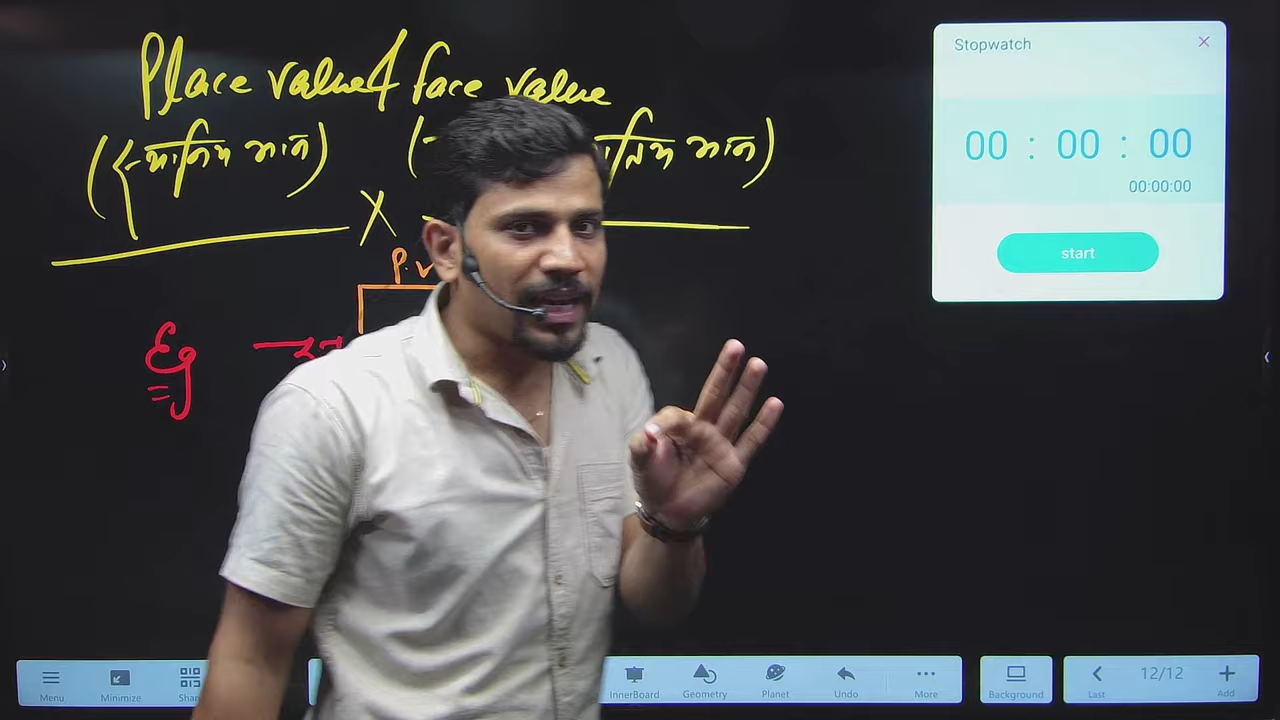 Place value & face value
(स्थानिय मान) मान)
X
P.V
Eg
Stopwatch
00 : 00 : 00
00:00:00
start
Menu
Minimize
InnerBoard
Geometry
Planet
Undo
More
Background
Last
12/12
Add